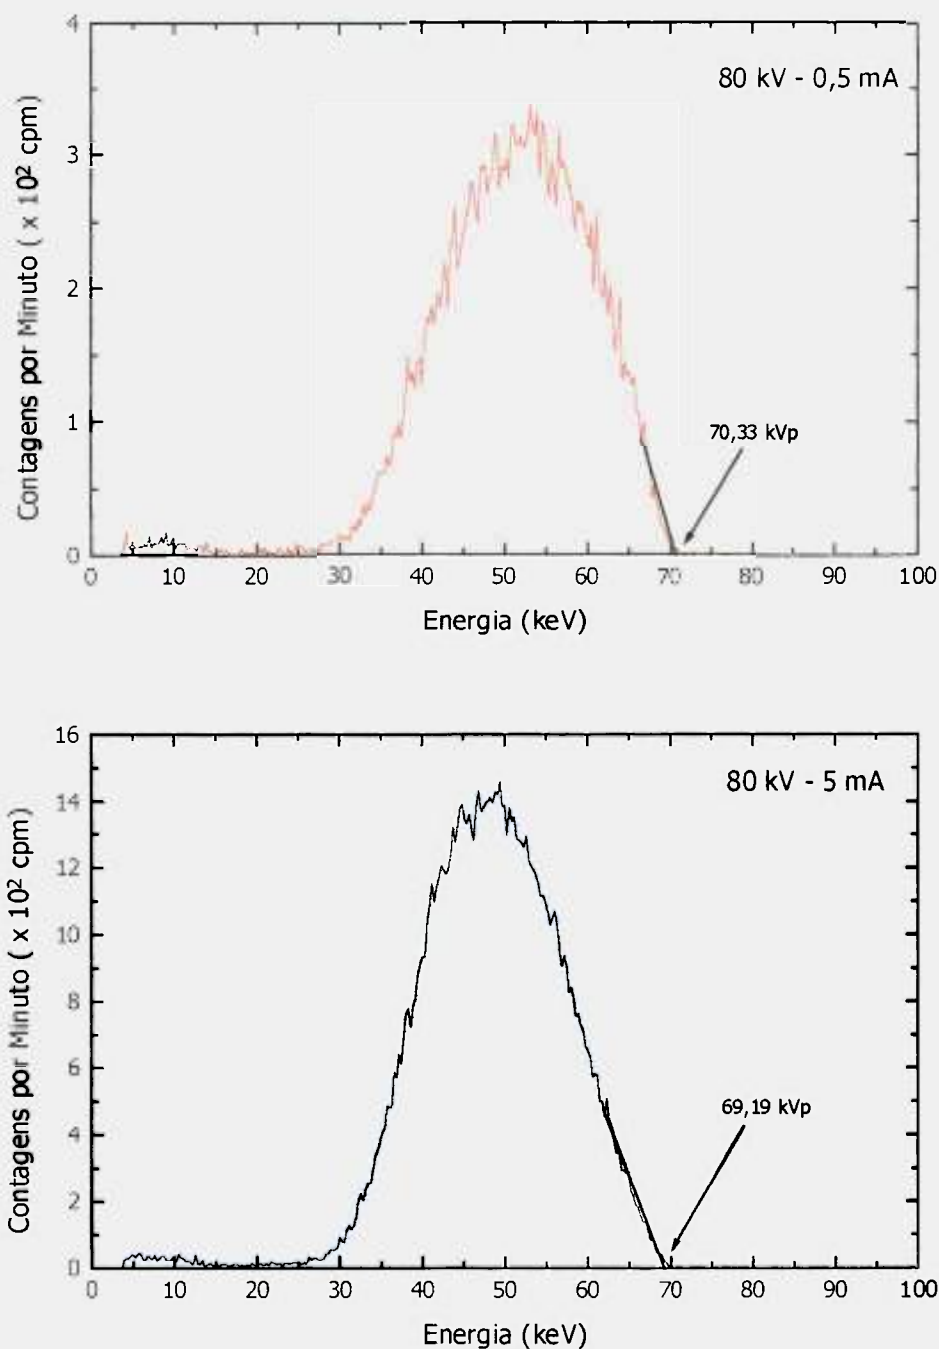 4
80 kV - 0,5 mA
3
2
1
0
Contagens por Minuto ( x 10² cpm)
70,33 kVp
0 10 20 30 40 50 60 70 80 90 100
Energia (keV)
16
80 kV - 5 mA
14
12
10
8
6
4
2
0
Contagens por Minuto ( x 10² cpm)
69,19 kVp
0 10 20 30 40 50 60 70 80 90 100
Energia (keV)